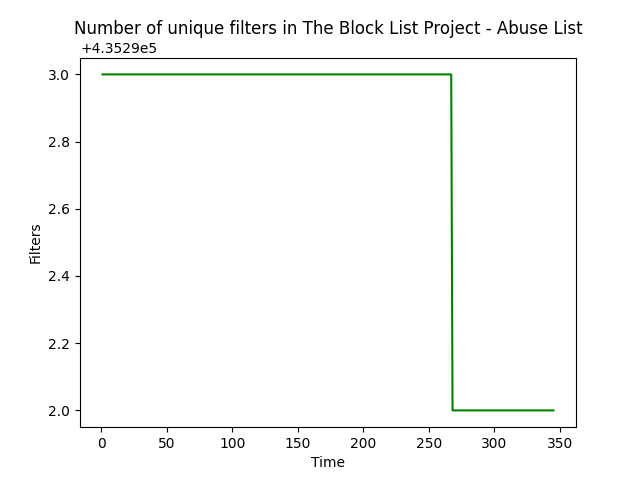 Number of unique filters in The Block List Project - Abuse List
+4.3529e5
3.0
2.8
2.6
2.4
2.2
2.0
Filters
0 50 100 150 200 250 300 350
Time